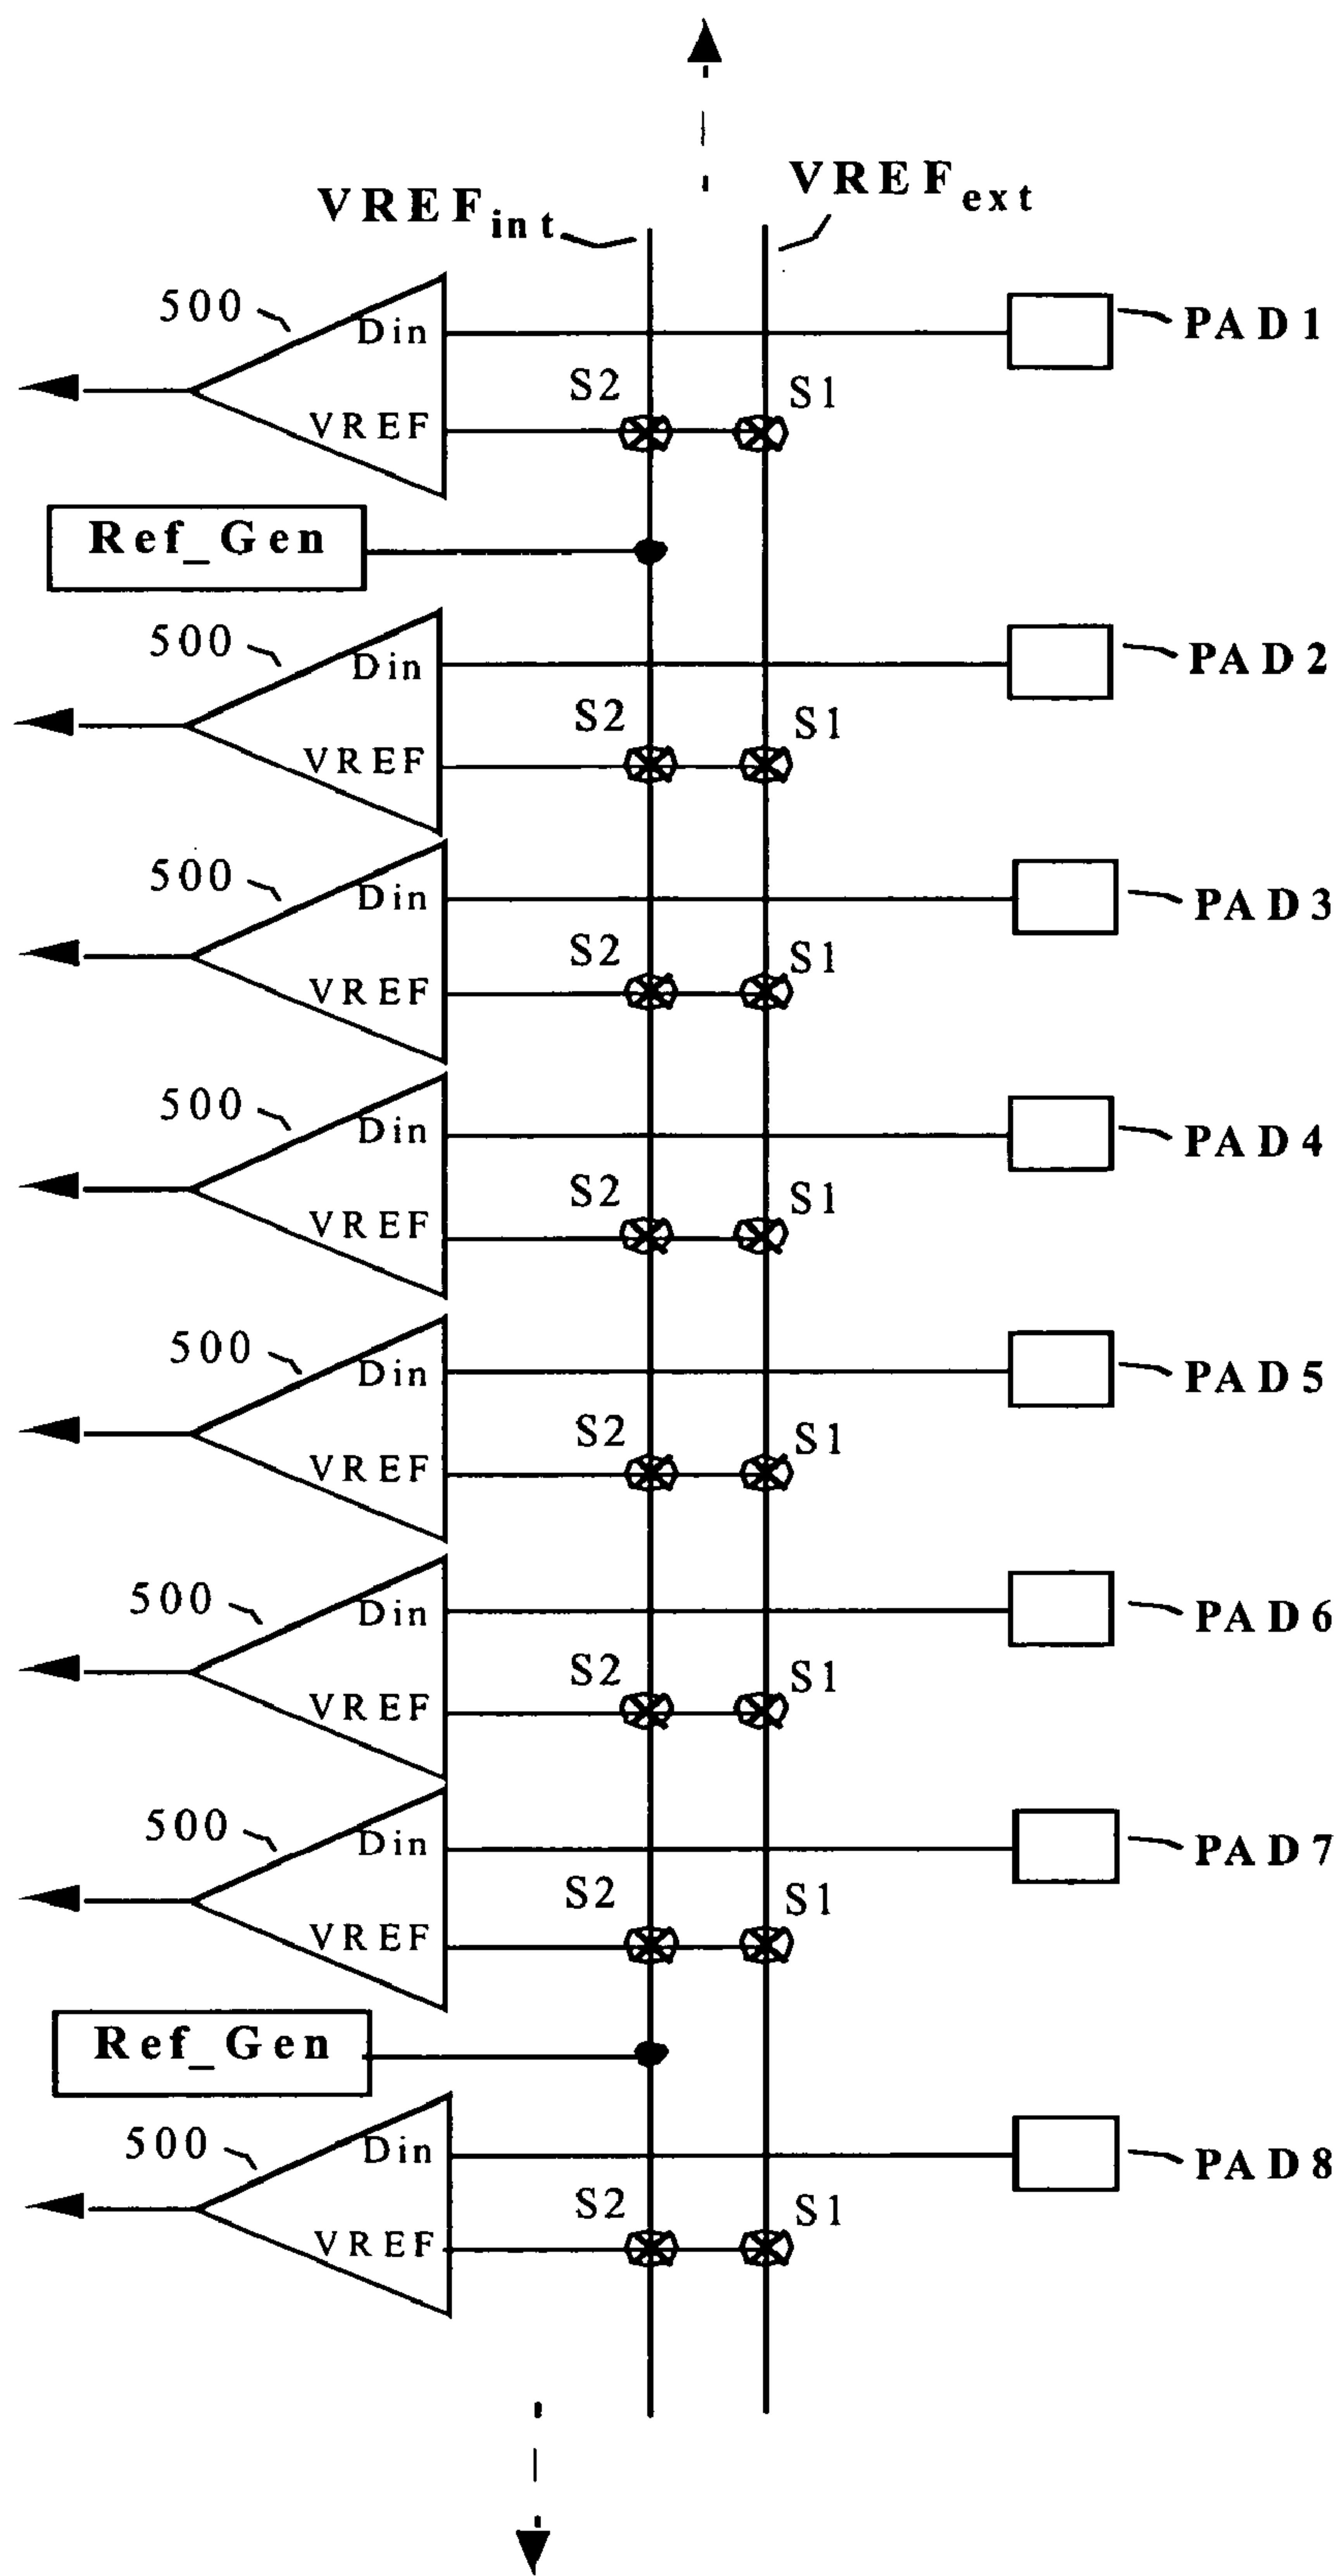 VREFint
VREFext
500
Din
PAD1
S2
S1
VREF
Ref_Gen
500
Din
PAD2
S2
S1
VREF
500
Din
PAD3
S2
S1
VREF
500
Din
PAD4
S2
S1
VREF
500
Din
PAD5
S2
S1
VREF
500
Din
PAD6
S2
S1
VREF
500
Din
PAD7
S2
S1
VREF
Ref_Gen
500
Din
PAD8
S2
S1
VREF